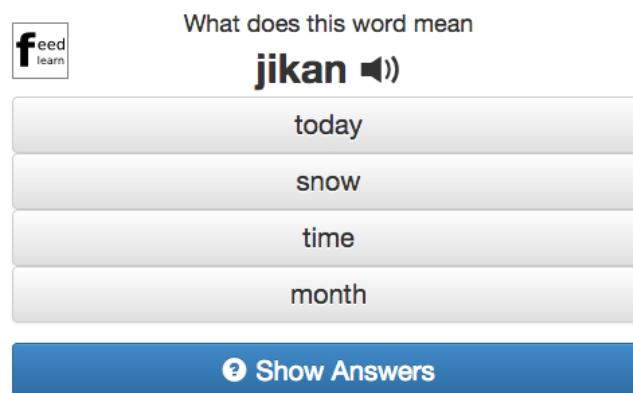 feed
learn
What does this word mean
jikan
today
snow
time
month
Show Answers